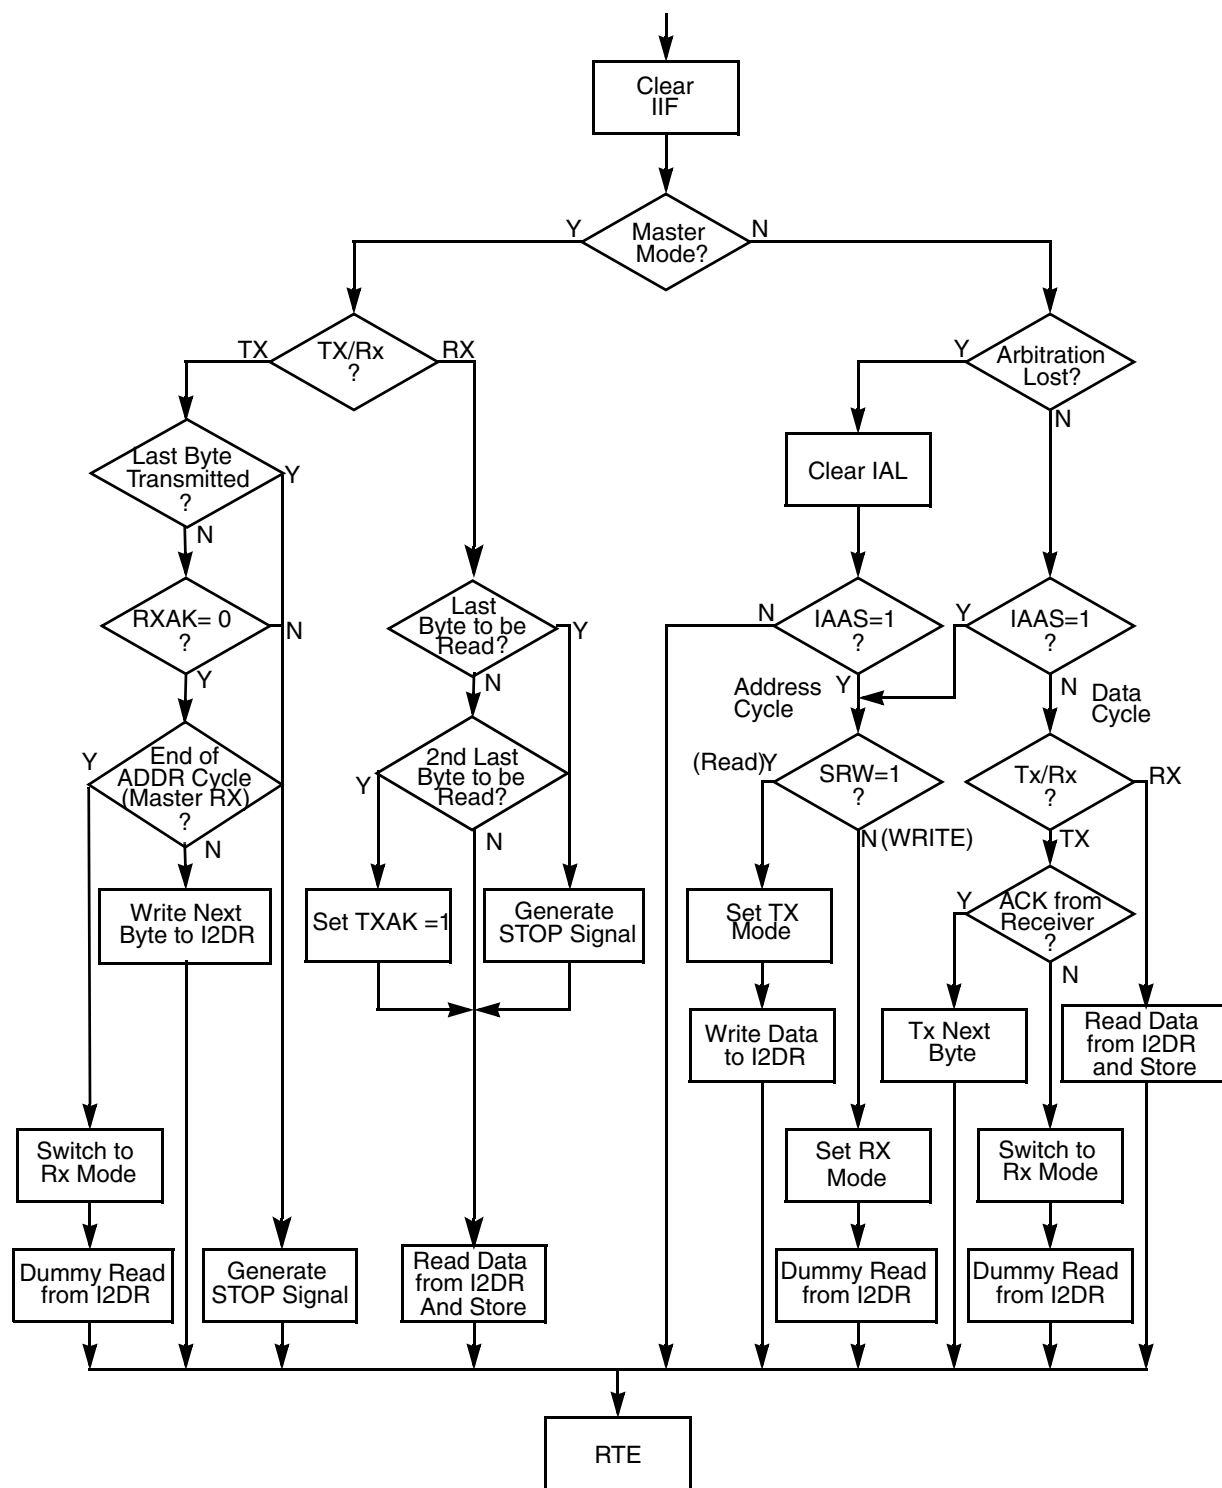 Clear
IIF
Y
Master
Mode?
N
TX
TX/Rx
?
RX
Y
Arbitration
Lost?
N
Last Byte
Transmitted
?
Y
N
Clear IAL
RXAK= 0
?
N
Y
Last
Byte to be
Read?
Y
N
N
IAAS=1
?
Y
Y
IAAS=1
?
N
Address
Cycle
Data
Cycle
Y
End of
ADDR Cycle
(Master RX)
?
N
2nd Last
Byte to be
Read?
Y
N
(Read)Y
SRW=1
?
N(WRITE)
Tx/Rx
?
RX
TX
Write Next
Byte to I2DR
Set TXAK =1
Generate
STOP Signal
Set TX
Mode
Y
ACK from
Receiver
?
N
Write Data
to I2DR
Tx Next
Byte
Read Data
from I2DR
and Store
Switch to
Rx Mode
Set RX
Mode
Switch to
Rx Mode
Dummy Read
from I2DR
Generate
STOP Signal
Read Data
from I2DR
And Store
Dummy Read
from I2DR
Dummy Read
from I2DR
RTE